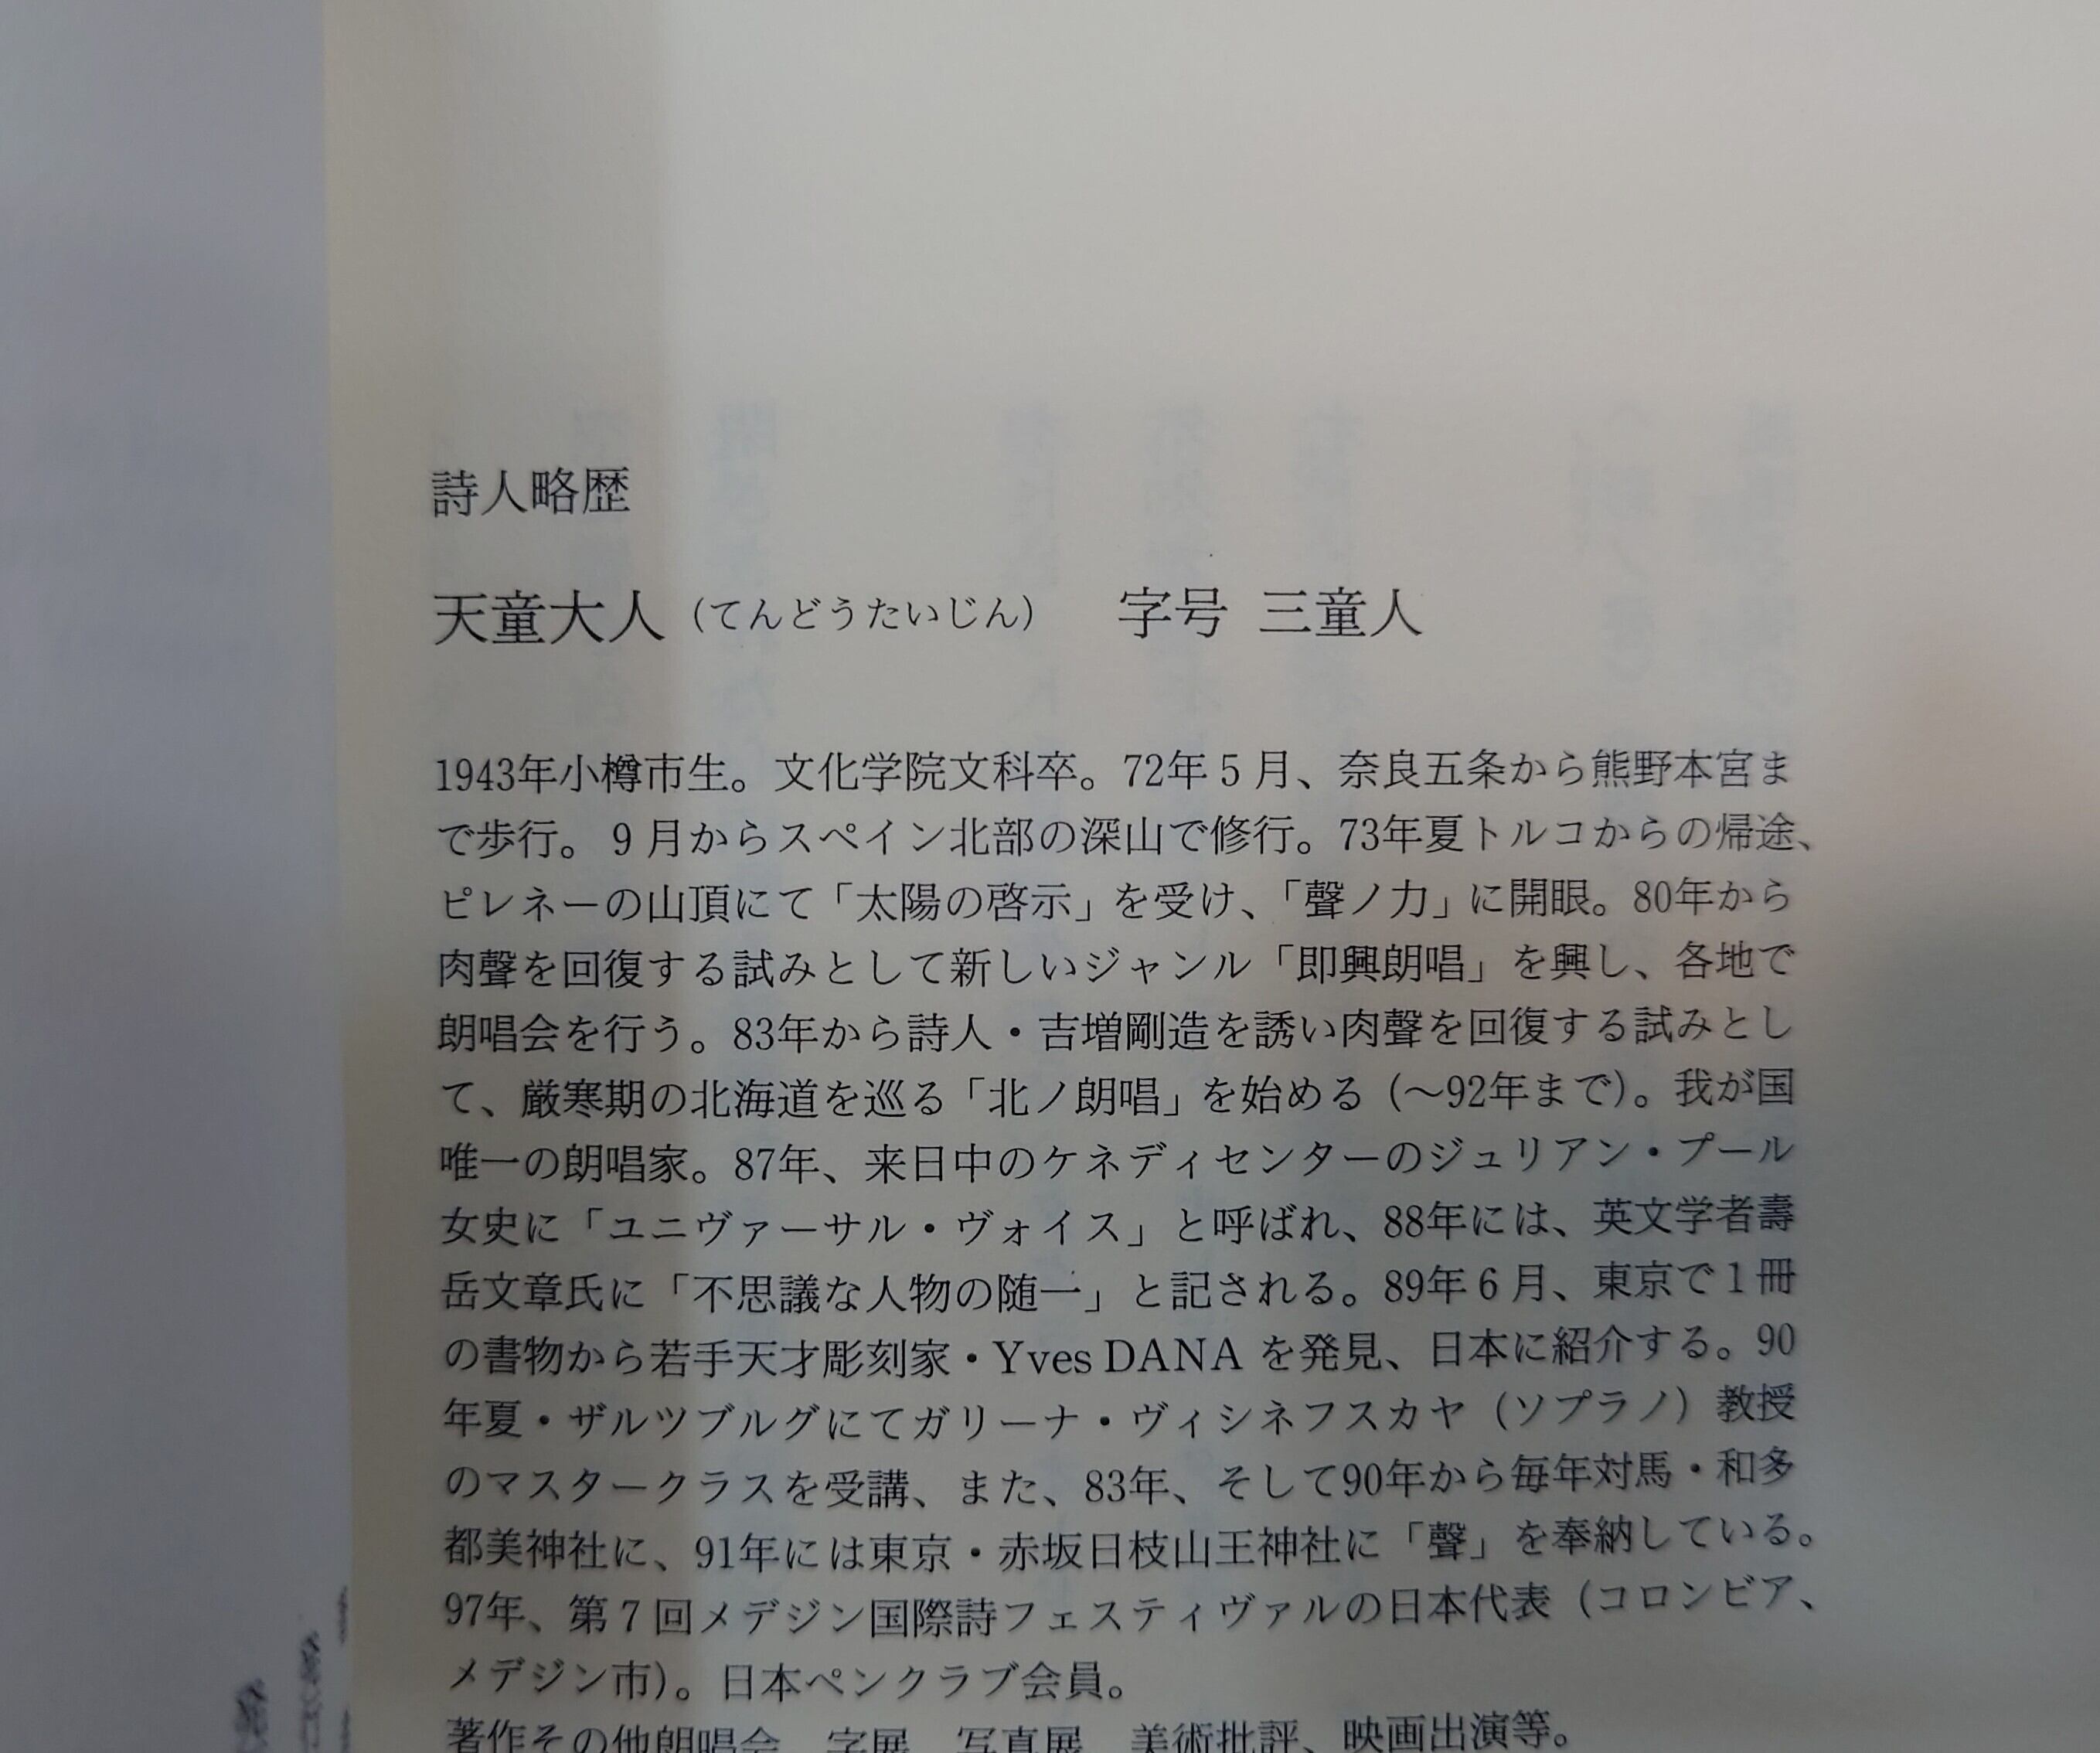 詩人略歴
天童大人（てんどうたいじん）　字号 三童人
1943年小樽市生。文化学院文科卒。72年５月、奈良五条から熊野本宮ま
で歩行。９月からスペイン北部の深山で修行。73年夏トルコからの帰途、
ピレネーの山頂にて「太陽の啓示」を受け、「聲ノ力」に開眼。80年から
肉聲を回復する試みとして新しいジャンル「即興朗唱」を興し、各地で
朗唱会を行う。83年から詩人・吉増剛造を誘い肉聲を回復する試みとし
て、厳寒期の北海道を巡る「北ノ朗唱」を始める（～92年まで）。我が国
唯一の朗唱家。87年、来日中のケネディセンターのジュリアン・プール
女史に「ユニヴァーサル・ヴォイス」と呼ばれ、88年には、英文学者壽
岳文章氏に「不思議な人物の随一」と記される。89年６月、東京で１冊
の書物から若手天才彫刻家・Yves DANA を発見、日本に紹介する。90
年夏・ザルツブルグにてガリーナ・ヴィシネフスカヤ（ソプラノ）教授
のマスタークラスを受講、また、83年、そして90年から毎年対馬・和多
都美神社に、91年には東京・赤坂日枝山王神社に「聲」を奉納している。
97年、第７回メデジン国際詩フェスティヴァルの日本代表（コロンビア、
メデジン市）。日本ペンクラブ会員。
著作その他朗唱会、字展、写真展、美術批評、映画出演等。